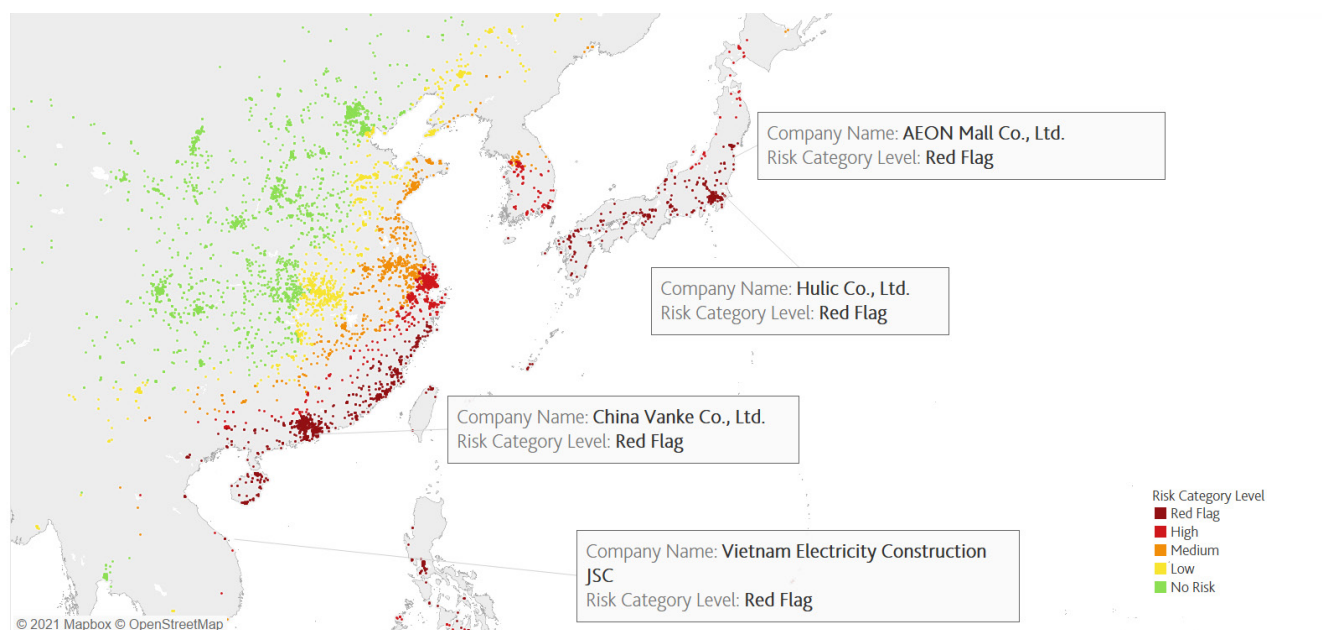 Company Name: AEON Mall Co., Ltd.
Risk Category Level: Red Flag
Company Name: Hulic Co., Ltd.
Risk Category Level: Red Flag
Company Name: China Vanke Co., Ltd.
Risk Category Level: Red Flag
Company Name: Vietnam Electricity Construction
JSC
Risk Category Level: Red Flag
Risk Category Level
Red Flag
High
Medium
Low
No Risk
© 2021 Mapbox © OpenStreetMap